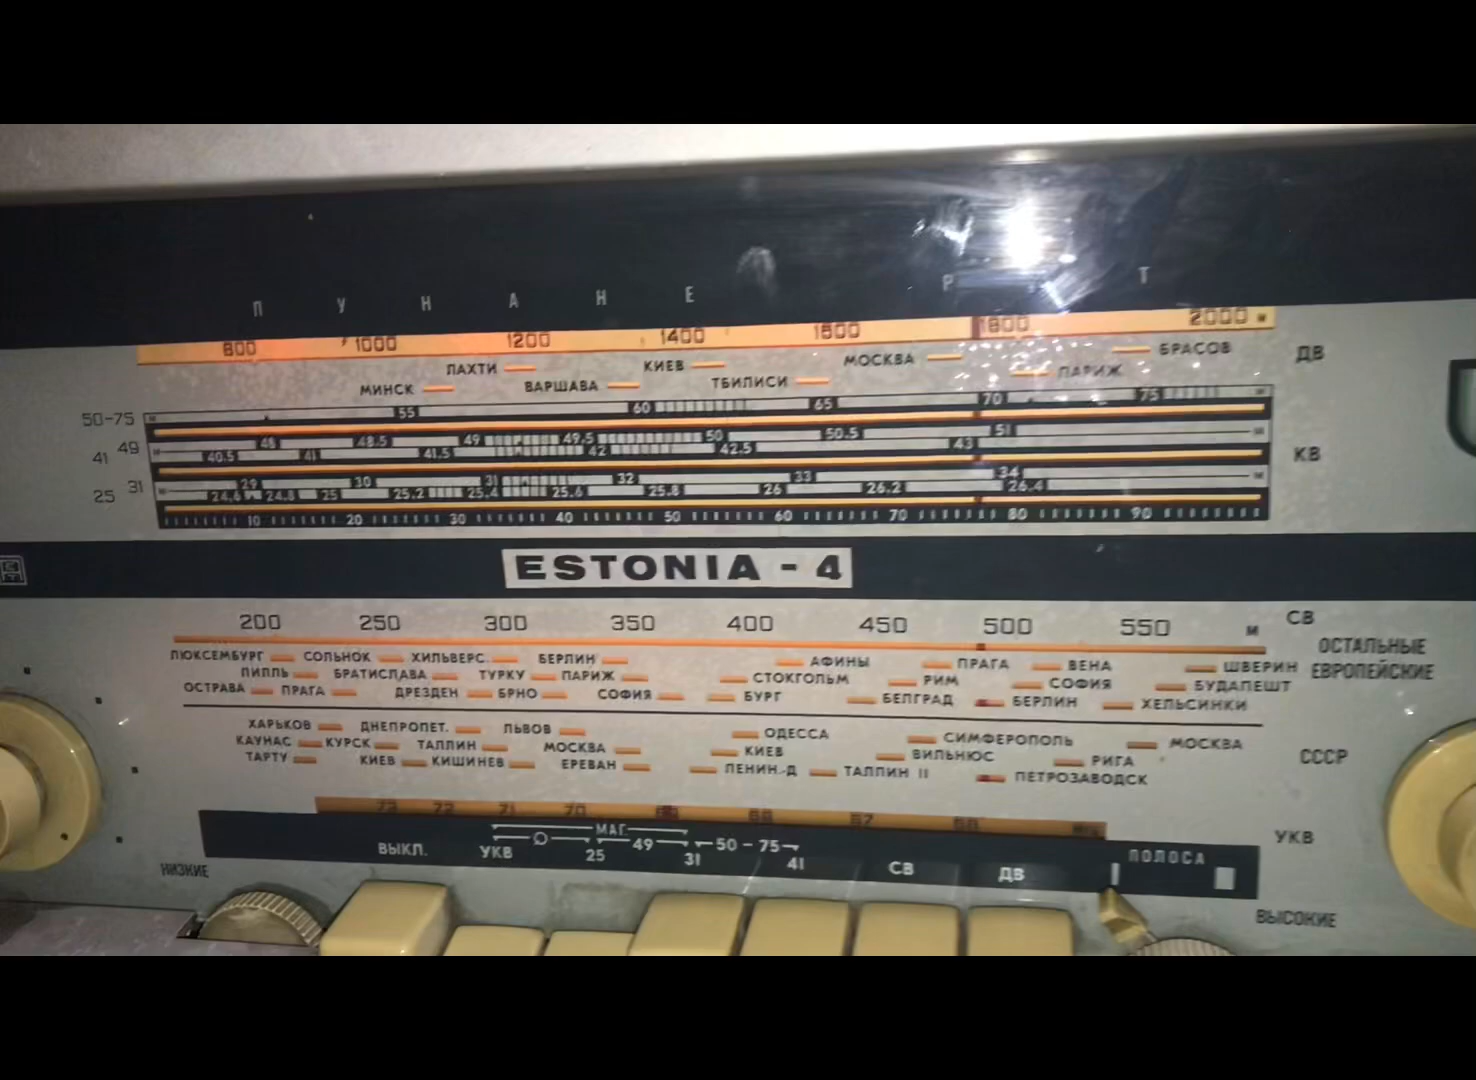 П У Н А Н Е Р Т
800 1000 1200 1400 1600 1800 2000 м
ЛАХТИ КИЕВ МОСКВА БРАСОВ ДВ
МИНСК ВАРШАВА ТБИЛИСИ ПАРИЖ
50-75 м 55 60 65 70 75 м
49 48 48.5 49 49.5 50 50.5 51 м
41 м 40.5 41 41.5 42 42.5 43 КВ
31 29 30 31 32 33 34 м
25 м 24.6 24.8 25 25.2 25.4 25.6 25.8 26 26.2 26.4
10 20 30 40 50 60 70 80 90
ESTONIA - 4
200 250 300 350 400 450 500 550 м СВ
ЛЮКСЕМБУРГ СОЛЬНОК ХИЛЬВЕРС. БЕРЛИН АФИНЫ ПРАГА ВЕНА ШВЕРИН ОСТАЛЬНЫЕ
ЛИЛЛЬ БРАТИСЛАВА ТУРКУ ПАРИЖ СТОКГОЛЬМ РИМ СОФИЯ БУДАПЕШТ ЕВРОПЕЙСКИЕ
ОСТРАВА ПРАГА ДРЕЗДЕН БРНО СОФИЯ БУРГ БЕЛГРАД БЕРЛИН ХЕЛЬСИНКИ
ХАРЬКОВ ДНЕПРОПЕТ. ЛЬВОВ ОДЕССА СИМФЕРОПОЛЬ МОСКВА
КАУНАС КУРСК ТАЛЛИН МОСКВА КИЕВ ВИЛЬНЮС РИГА СССР
ТАРТУ КИЕВ КИШИНЕВ ЕРЕВАН ЛЕНИН.Д ТАЛЛИН II ПЕТРОЗАВОДСК
73 72 71 70 69 68 67 66 УКВ
МАГ.
ВЫКЛ. УКВ 25 49 31 50-75 41 СВ ДВ ПОЛОСА
НИЗКИЕ ВЫСОКИЕ